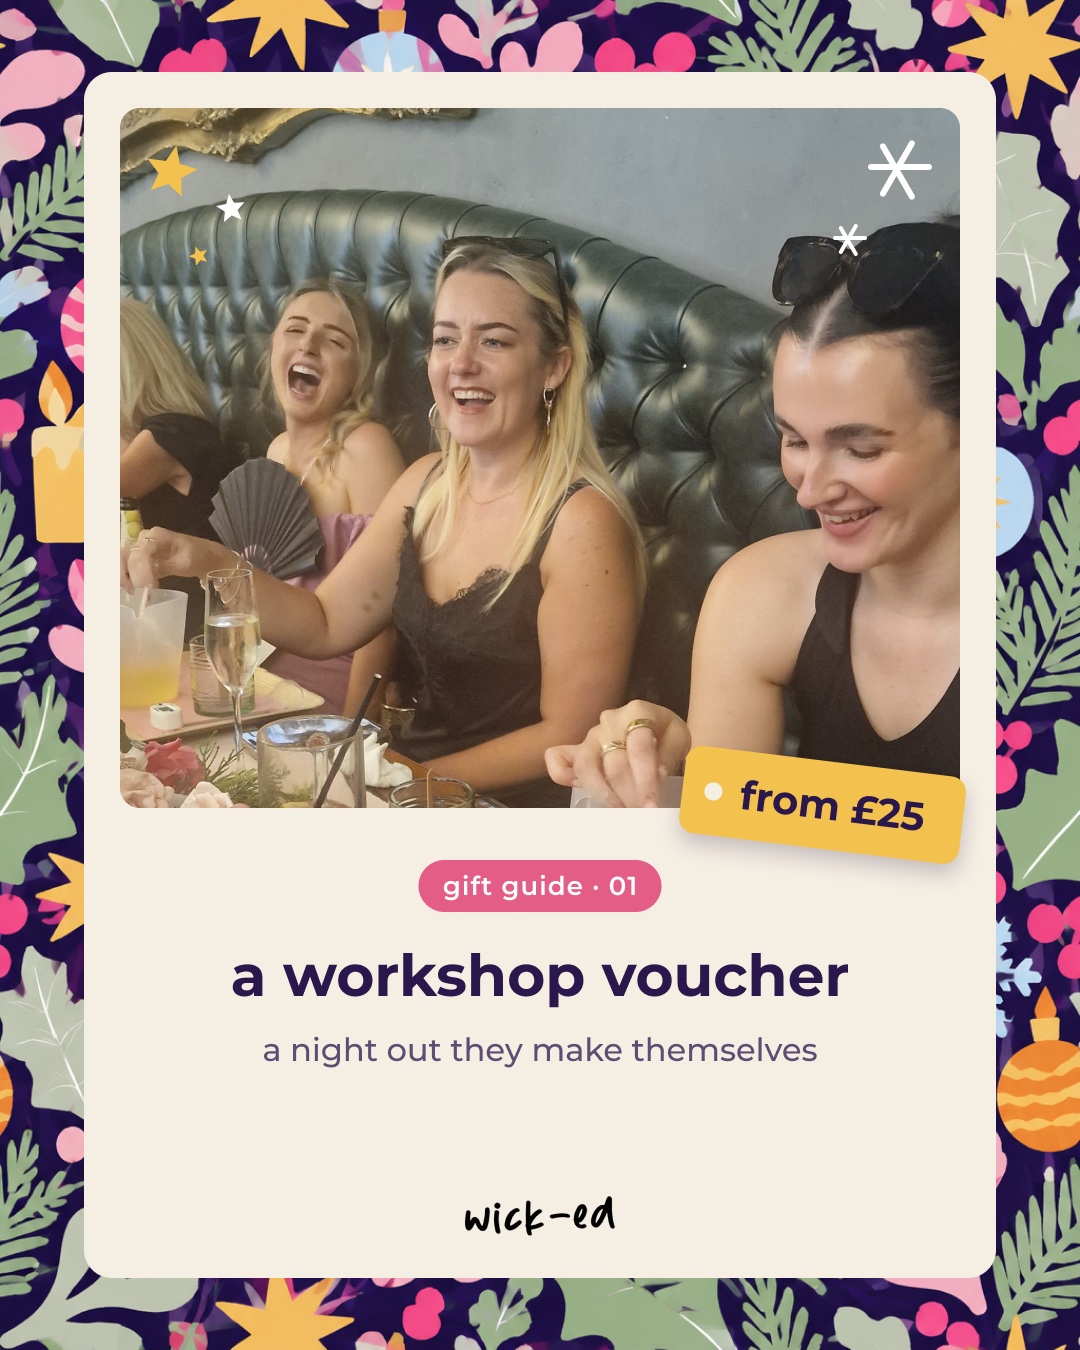 from £25
gift guide · 01
a workshop voucher
a night out they make themselves
wick-ed